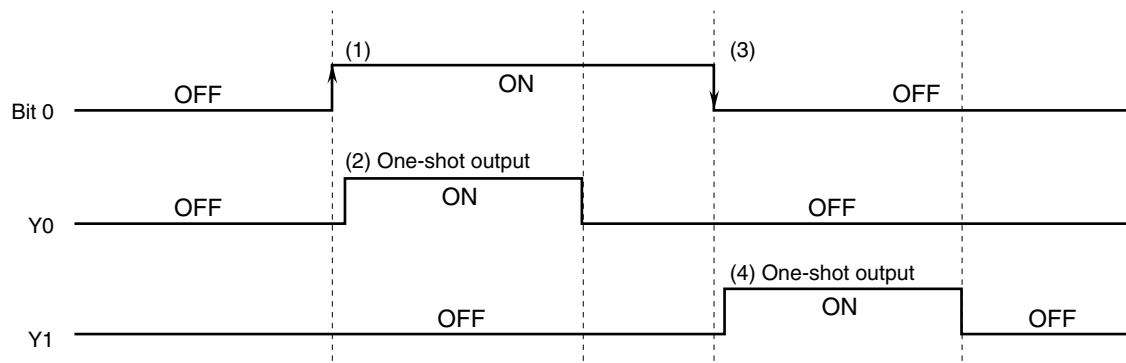 (1)
(3)
Bit 0 OFF ON OFF
(2) One-shot output
Y0 OFF ON OFF
(4) One-shot output
Y1 OFF ON OFF